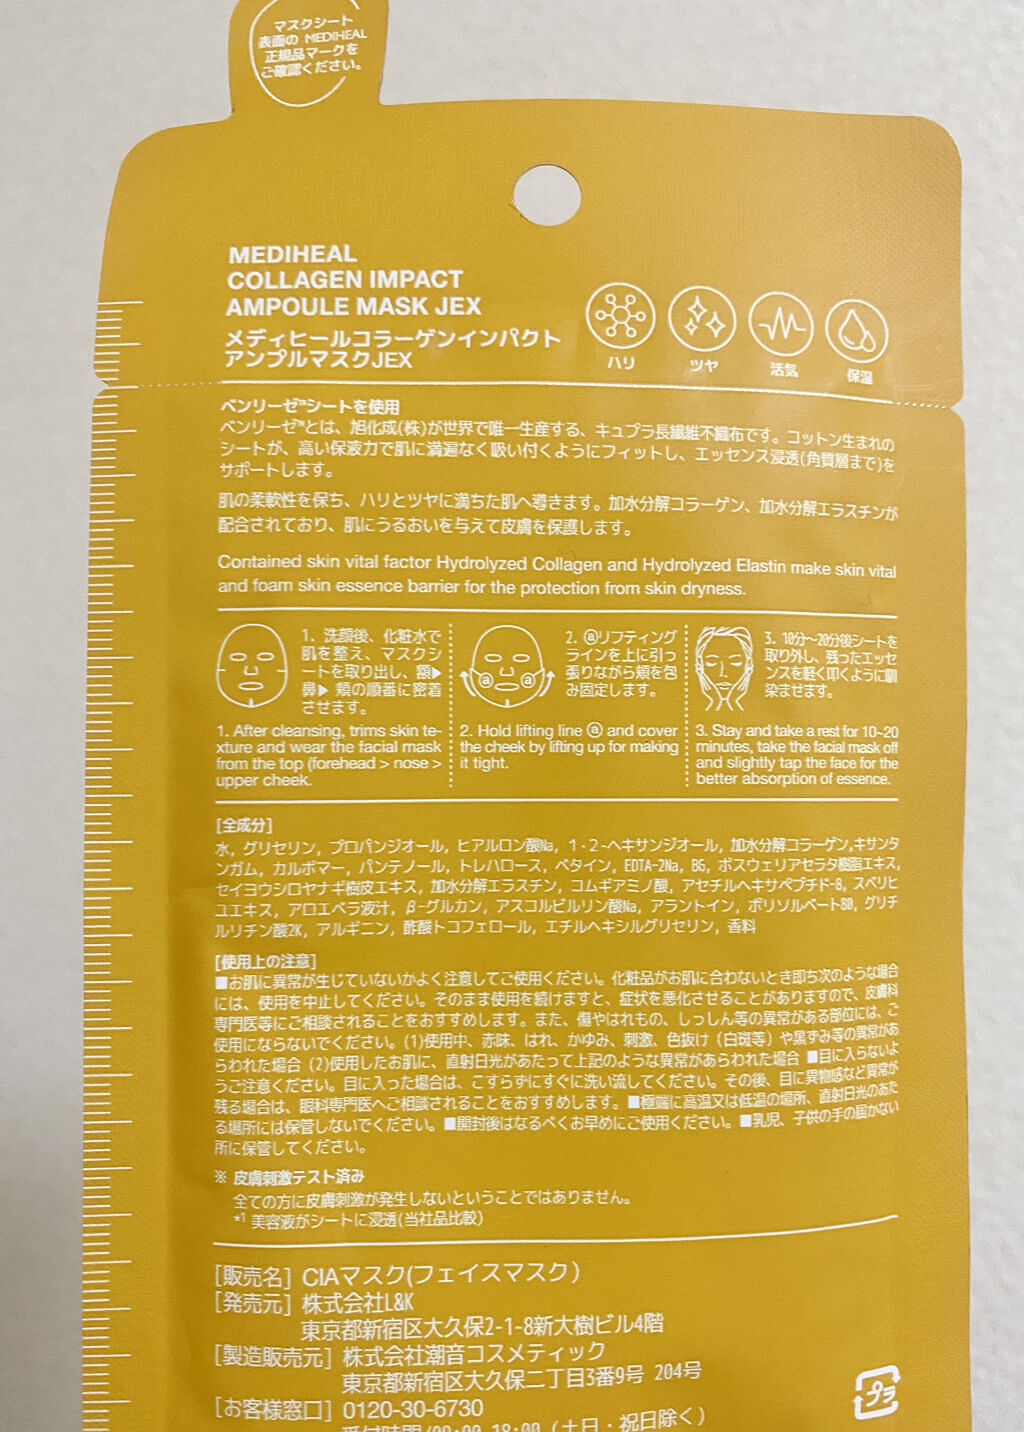 マスクシート
表面の MEDIHEAL
正規品マークを
ご確認ください。
MEDIHEAL
COLLAGEN IMPACT
AMPOULE MASK JEX
メディヒールコラーゲンインパクト
アンプルマスクJEX
ハリ
ツヤ
活気
保湿
ベンリーゼ®シートを使用
ベンリーゼ®とは、旭化成(株)が世界で唯一生産する、キュプラ長繊維不織布です。コットン生まれの
シートが、高い保液力で肌に満遍なく吸い付くようにフィットし、エッセンス浸透(角質層まで)を
サポートします。
肌の柔軟性を保ち、ハリとツヤに満ちた肌へ導きます。加水分解コラーゲン、加水分解エラスチンが
配合されており、肌にうるおいを与えて皮膚を保護します。
Contained skin vital factor Hydrolyzed Collagen and Hydrolyzed Elastin make skin vital
and foam skin essence barrier for the protection from skin dryness.
1. 洗顔後、化粧水で
肌を整え、マスクシ
ートを取り出し、額▶
鼻▶ 頬の順番に密着
させます。
1. After cleansing, trims skin te-
xture and wear the facial mask
from the top (forehead > nose >
upper cheek.
ⓐ ⓐ
2. ⓐリフティング
ラインを上に引っ
張りながら頬を包
み固定します。
2. Hold lifting line ⓐ and cover
the cheek by lifting up for making
it tight.
3. 10分〜20分後シートを
取り外し、残ったエッセ
ンスを軽く叩くように馴
染ませます。
3. Stay and take a rest for 10-20
minutes, take the facial mask off
and slightly tap the face for the
better absorption of essence.
[全成分]
水, グリセリン, プロパンジオール, ヒアルロン酸Na, 1・2-ヘキサンジオール, 加水分解コラーゲン,キサンタ
ンガム, カルボマー, パンテノール, トレハロース, ベタイン, EDTA-2Na, BG, ボスウェリアセラタ樹脂エキス,
セイヨウシロヤナギ樹皮エキス, 加水分解エラスチン, コムギアミノ酸, アセチルヘキサペプチド-8, スベリヒ
ユエキス, アロエベラ液汁, β-グルカン, アスコルビルリン酸Na, アラントイン, ポリソルベート80, グリチ
ルリチン酸2K, アルギニン, 酢酸トコフェロール, エチルヘキシルグリセリン, 香料
[使用上の注意]
■お肌に異常が生じていないかよく注意してご使用ください。化粧品がお肌に合わないとき即ち次のような場合
には、使用を中止してください。そのまま使用を続けますと、症状を悪化させることがありますので、皮膚科
専門医等にご相談されることをおすすめします。また、傷やはれもの、しっしん等の異常がある部位には、ご
使用にならないでください。(1)使用中、赤味、はれ、かゆみ、刺激、色抜け（白斑等）や黒ずみ等の異常があ
らわれた場合 (2)使用したお肌に、直射日光があたって上記のような異常があらわれた場合 ■目に入らないよ
うご注意ください。目に入った場合は、こすらずにすぐに洗い流してください。その後、目に異物感など異常が
残る場合は、眼科専門医へご相談されることをおすすめします。■極端に高温又は低温の場所、直射日光のあた
る場所には保管しないでください。■開封後はなるべくお早めにご使用ください。■乳児、子供の手の届かない
所に保管してください。
※ 皮膚刺激テスト済み
全ての方に皮膚刺激が発生しないということではありません。
*1 美容液がシートに浸透(当社品比較)
[販売名] CIAマスク(フェイスマスク)
[発売元] 株式会社L&K
東京都新宿区大久保2-1-8新大樹ビル4階
[製造販売元] 株式会社潮音コスメティック
東京都新宿区大久保二丁目3番9号 204号
[お客様窓口] 0120-30-6730
受付時間/09:00-18:00 (土日・祝日除く)
プラ